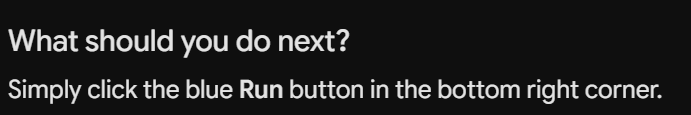 What should you do next?
Simply click the blue Run button in the bottom right corner.